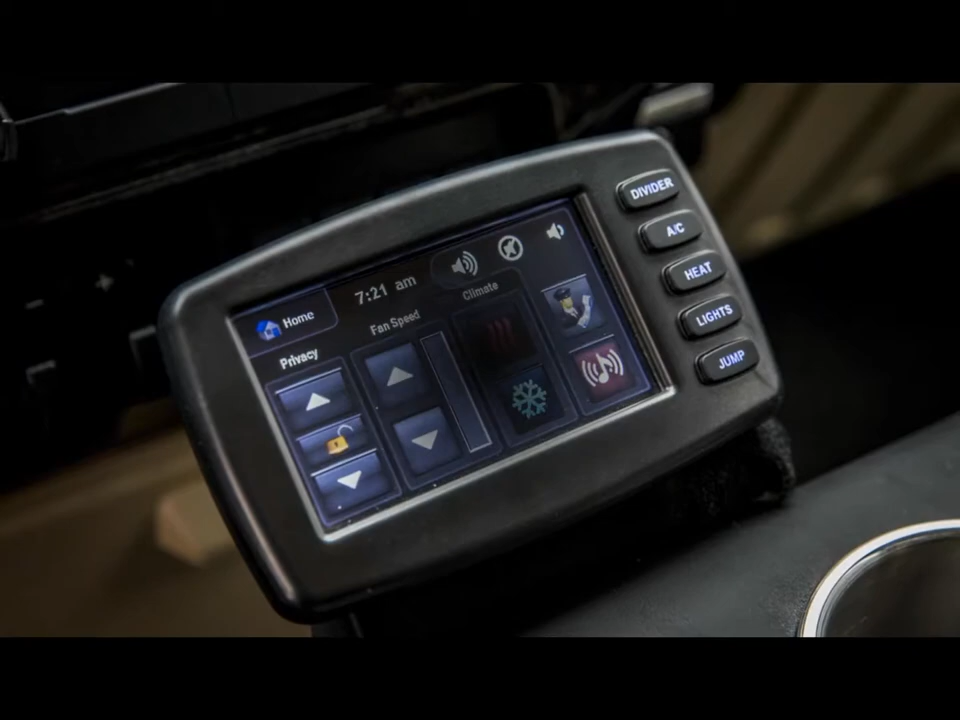 7:21 am
Home
Privacy
Fan Speed
Climate
DIVIDER
A/C
HEAT
LIGHTS
JUMP